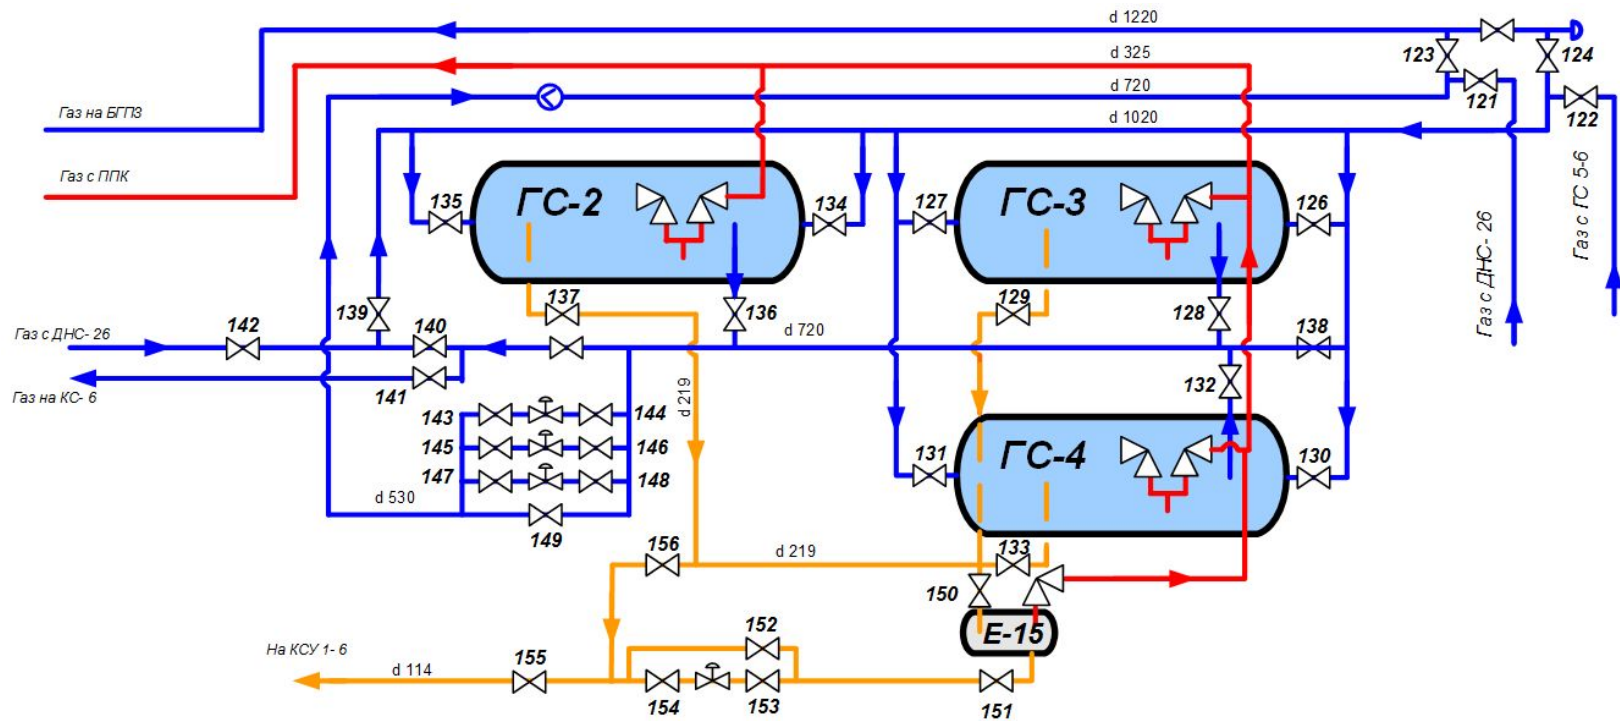 d 1220
d 325
d 720
d 1020
123
124
121
122
Газ на БГПЗ
Газ с ППК
135
ГС-2
134
127
ГС-3
126
Газ с ДНС- 26
Газ с ГС 5-6
139
137
136
129
128
Газ с ДНС- 26
142
140
d 720
138
Газ на КС- 6
141
132
d 219
143
144
145
146
147
148
131
ГС-4
130
d 530
149
156
d 219
133
150
Е-15
На КСУ 1- 6
d 114
155
152
154
153
151